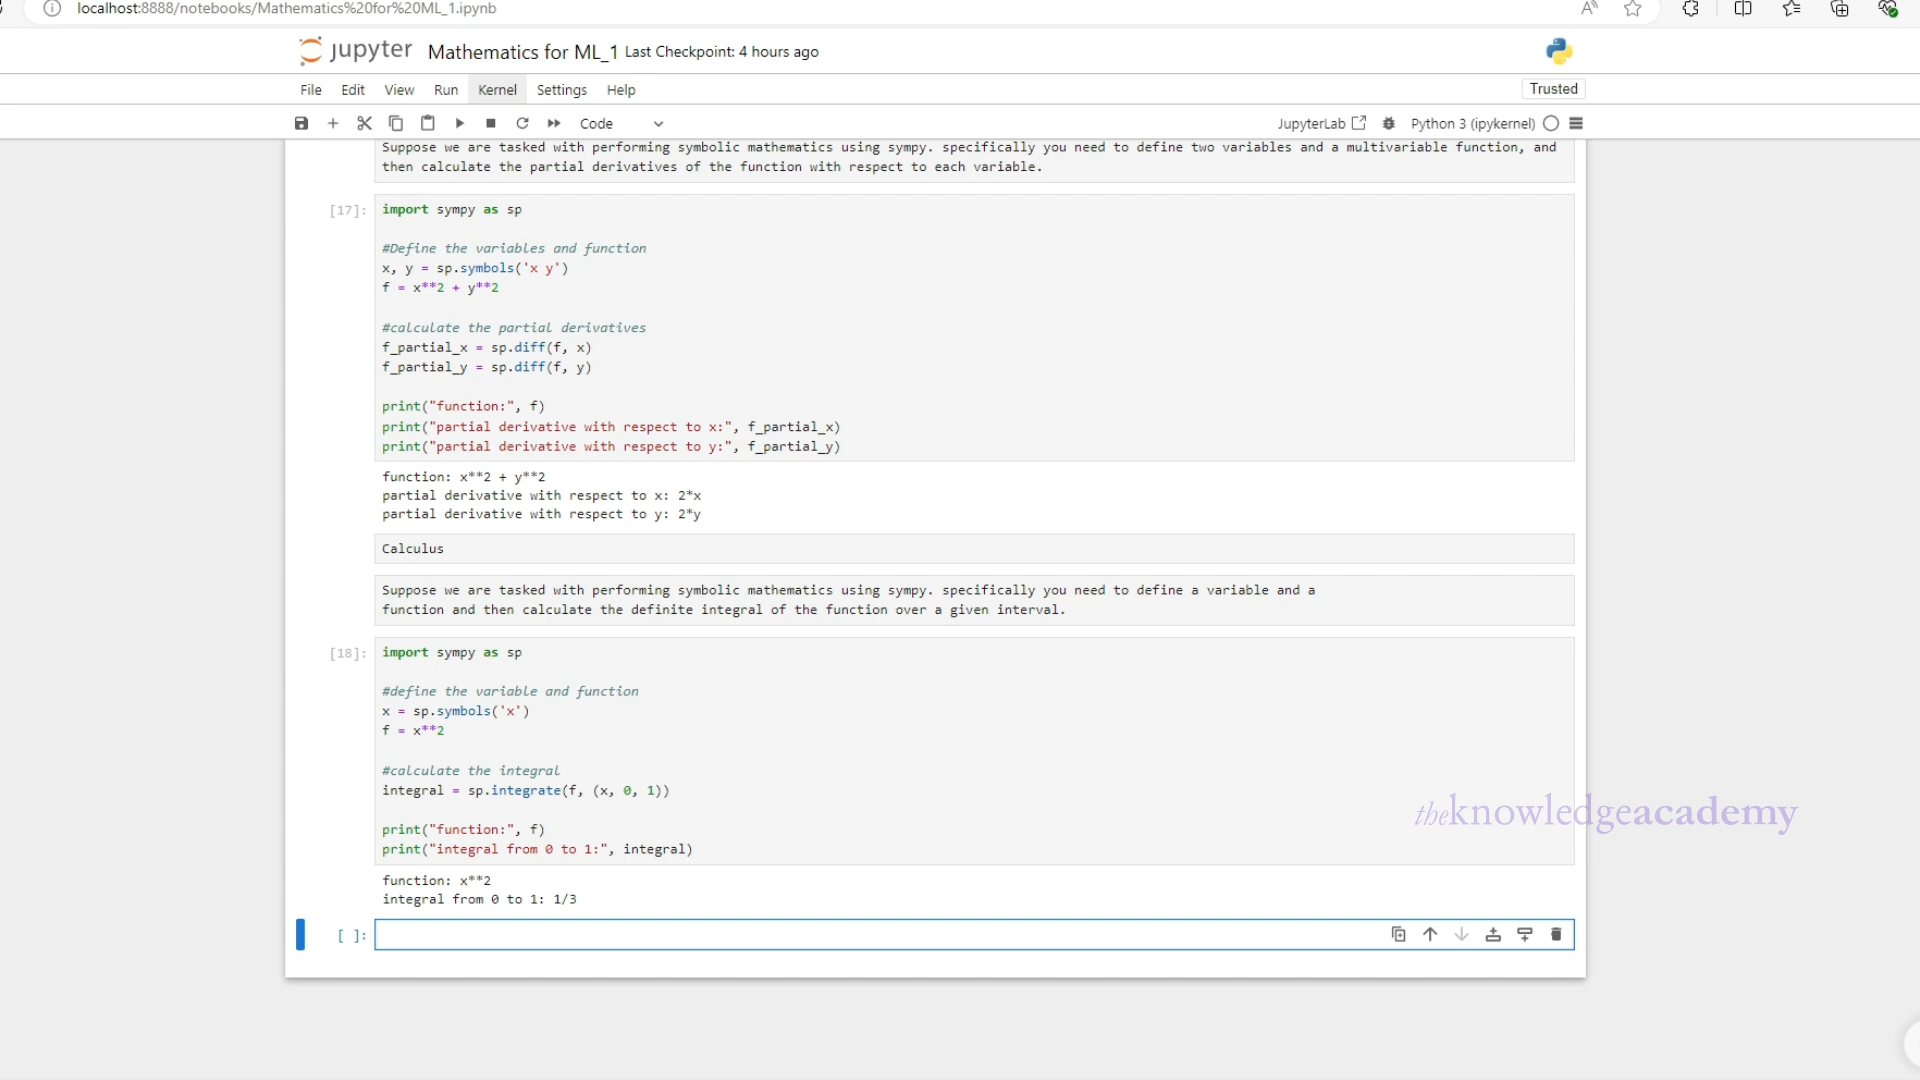 localhost:8888/notebooks/Mathematics%20for%20ML_1.ipynb
jupyter Mathematics for ML_1 Last Checkpoint: 4 hours ago
File Edit View Run Kernel Settings Help
Trusted
Code
JupyterLab
Python 3 (ipykernel)
Suppose we are tasked with performing symbolic mathematics using sympy. specifically you need to define two variables and a multivariable function, and
then calculate the partial derivatives of the function with respect to each variable.
[17]: import sympy as sp
#Define the variables and function
x, y = sp.symbols('x y')
f = x**2 + y**2
#calculate the partial derivatives
f_partial_x = sp.diff(f, x)
f_partial_y = sp.diff(f, y)
print("function:", f)
print("partial derivative with respect to x:", f_partial_x)
print("partial derivative with respect to y:", f_partial_y)
function: x**2 + y**2
partial derivative with respect to x: 2*x
partial derivative with respect to y: 2*y
Calculus
Suppose we are tasked with performing symbolic mathematics using sympy. specifically you need to define a variable and a
function and then calculate the definite integral of the function over a given interval.
[18]: import sympy as sp
#define the variable and function
x = sp.symbols('x')
f = x**2
#calculate the integral
integral = sp.integrate(f, (x, 0, 1))
theknowledgeacademy
print("function:", f)
print("integral from 0 to 1:", integral)
function: x**2
integral from 0 to 1: 1/3
[ ]: